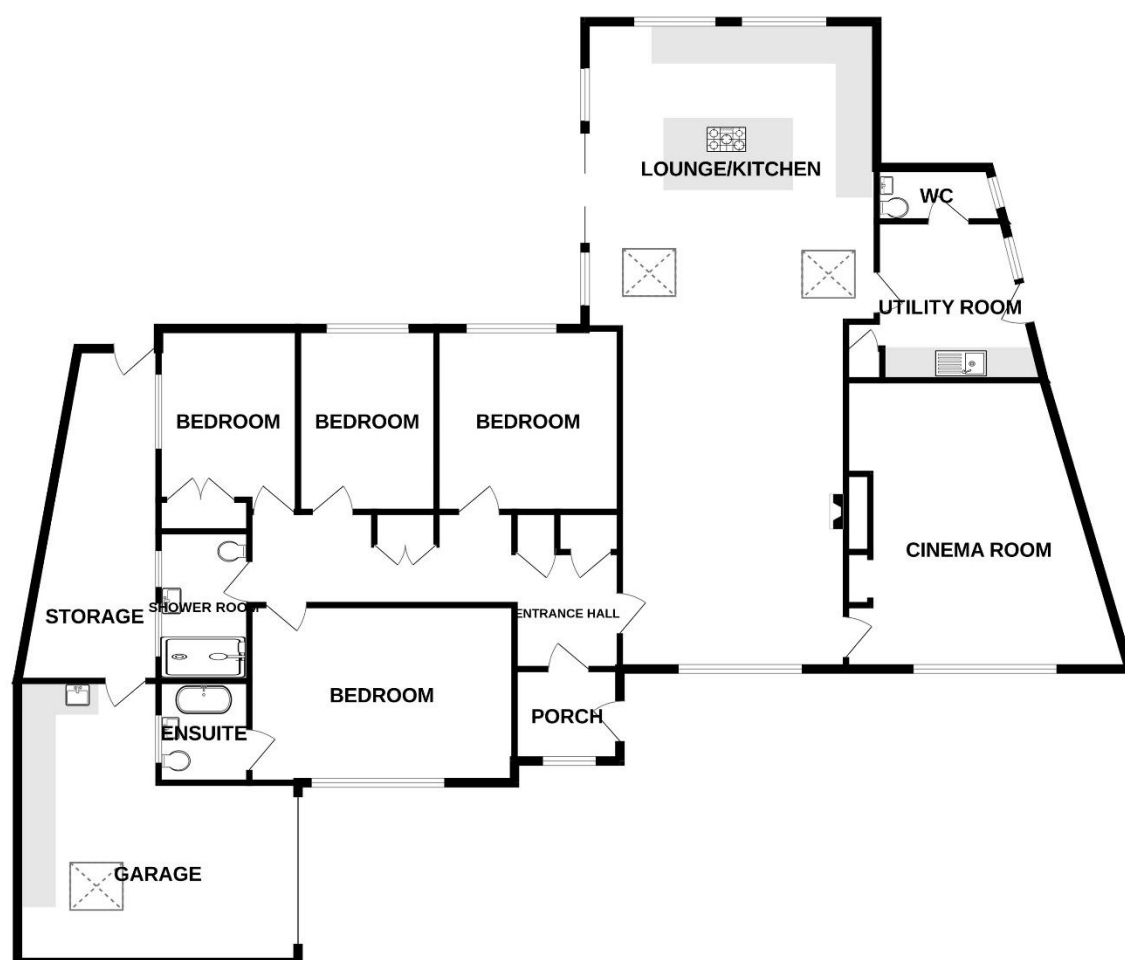 LOUNGE/KITCHEN
WC
UTILITY ROOM
BEDROOM
BEDROOM
BEDROOM
CINEMA ROOM
STORAGE
SHOWER ROOM
ENTRANCE HALL
BEDROOM
PORCH
ENSUITE
GARAGE